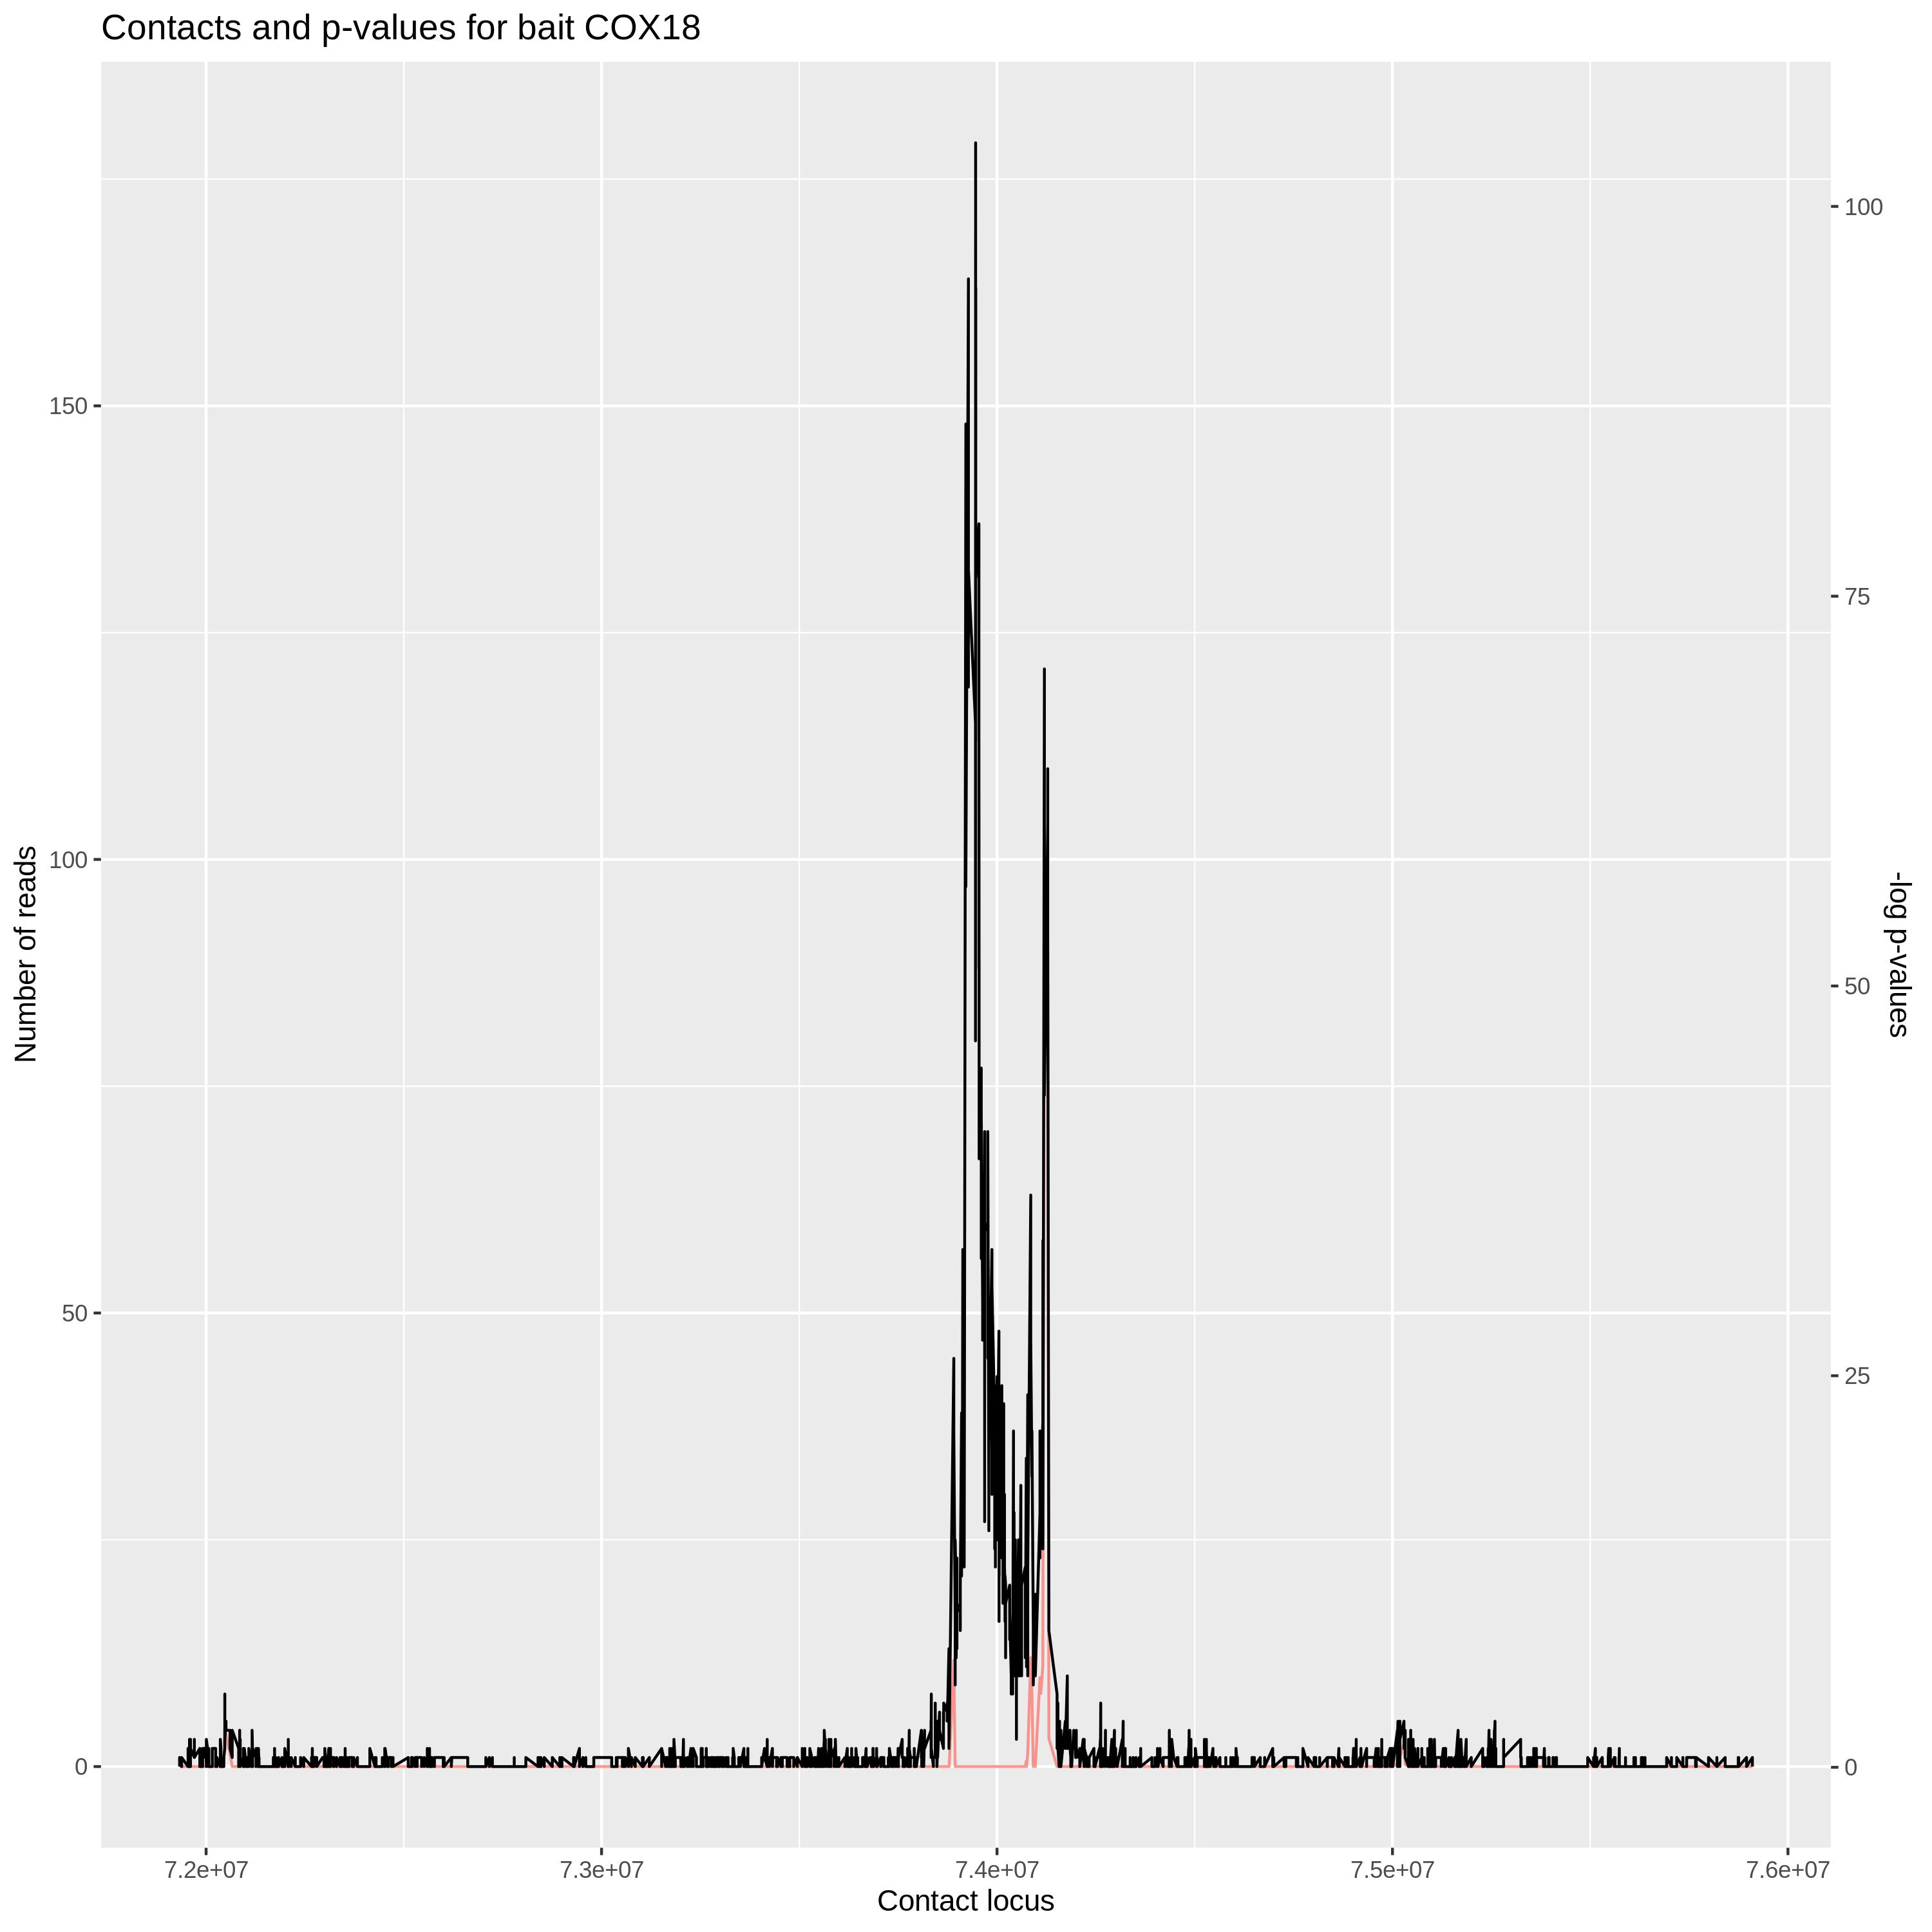 Contacts and p-values for bait COX18
Number of reads
150
100
50
0
100
75
50
25
0
-log p-values
7.2e+07 7.3e+07 7.4e+07 7.5e+07 7.6e+07
Contact locus